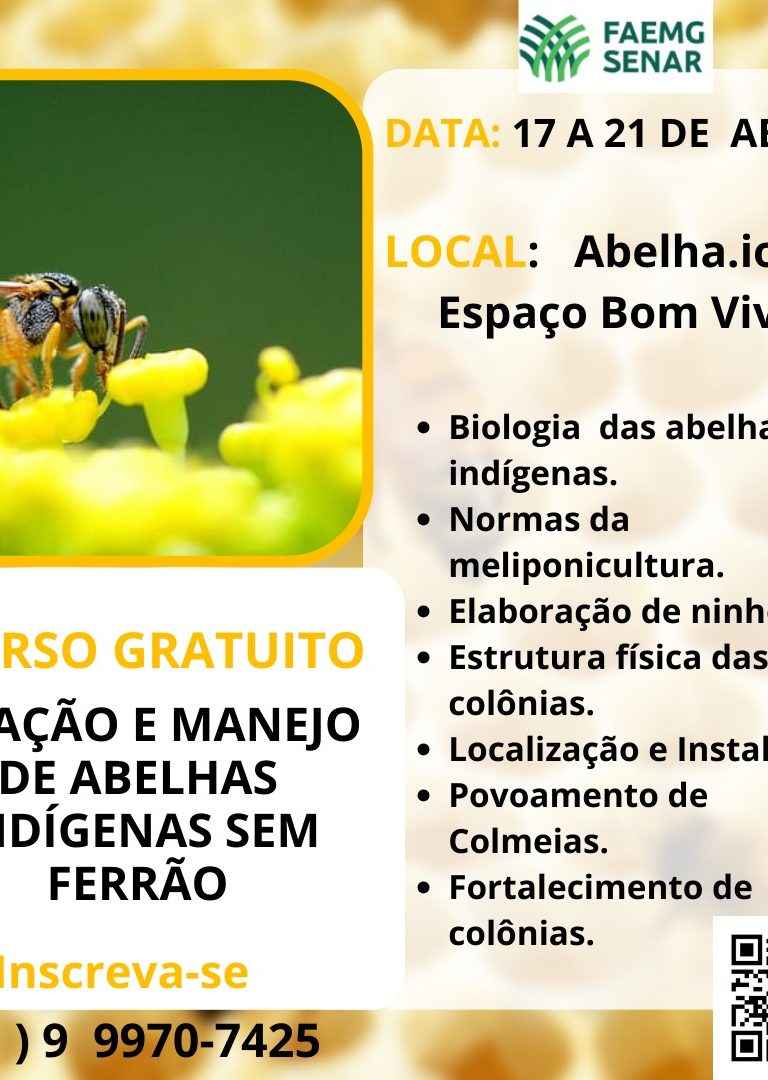 FAEMG
SENAR
DATA: 17 A 21 DE
LOCAL: Abelha.
Espaço Bom
Biologia das
indígenas.
Normas da
meliponicultura.
Elaboração de
Estrutura física das
colônias.
Localização e
Povoamento de
Colmeias.
Fortalecimento de
colônias.
GRATUITO
E MANEJO
DE ABELHAS
SEM
FERRÃO
Inscreva-se
) 9 9970-7425